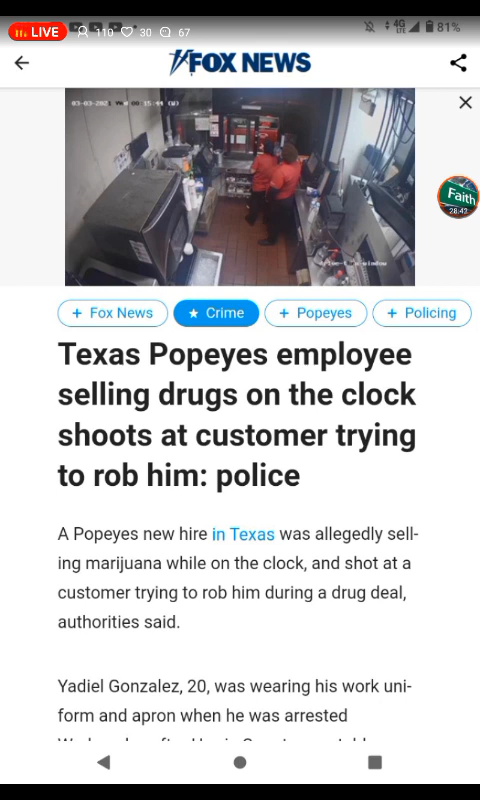 LIVE 110 30 67 4G LTE 81%
FOX NEWS
Faith
28:42
+ Fox News ★ Crime + Popeyes + Policing
Texas Popeyes employee
selling drugs on the clock
shoots at customer trying
to rob him: police
A Popeyes new hire in Texas was allegedly sell-
ing marijuana while on the clock, and shot at a
customer trying to rob him during a drug deal,
authorities said.
Yadiel Gonzalez, 20, was wearing his work uni-
form and apron when he was arrested